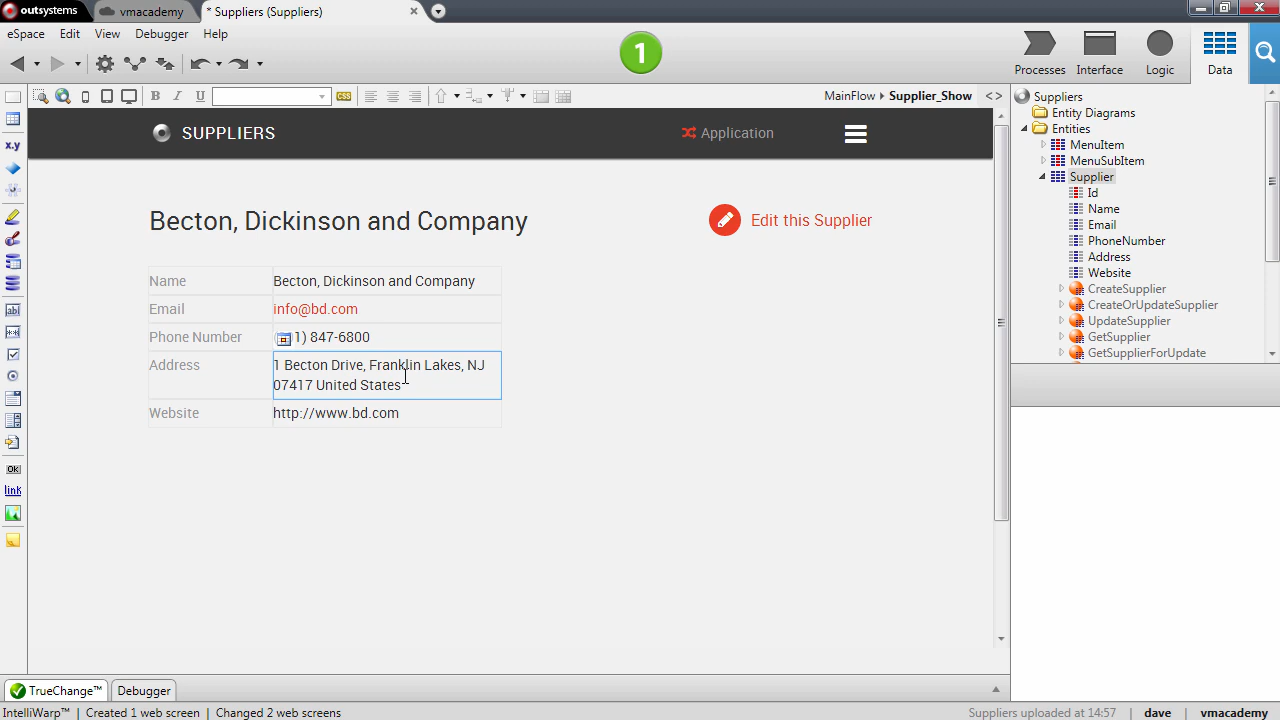 outsystems
vmacademy
* Suppliers (Suppliers)
eSpace
Edit
View
Debugger
Help
1
Processes
Interface
Logic
Data
B
I
U
CSS
MainFlow
Supplier_Show
<>
SUPPLIERS
Application
Becton, Dickinson and Company
Edit this Supplier
Name
Becton, Dickinson and Company
Email
info@bd.com
Phone Number
1) 847-6800
Address
1 Becton Drive, Franklin Lakes, NJ
07417 United States
Website
http://www.bd.com
x.y
ab
Ok
link
Suppliers
Entity Diagrams
Entities
MenuItem
MenuSubItem
Supplier
Id
Name
Email
PhoneNumber
Address
Website
CreateSupplier
CreateOrUpdateSupplier
UpdateSupplier
GetSupplier
GetSupplierForUpdate
TrueChange™
Debugger
IntelliWarp™ | Created 1 web screen | Changed 2 web screens
Suppliers uploaded at 14:57 | dave | vmacademy